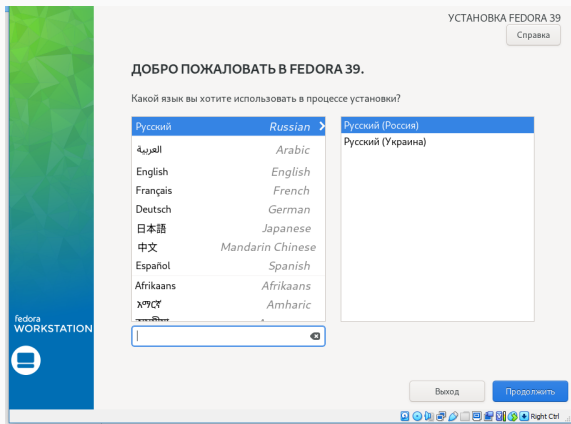 УСТАНОВКА FEDORA 39
Справка
ДОБРО ПОЖАЛОВАТЬ В FEDORA 39.
Какой язык вы хотите использовать в процессе установки?
Русский Russian
العربية Arabic
English English
Français French
Deutsch German
日本語 Japanese
中文 Mandarin Chinese
Español Spanish
Afrikaans Afrikaans
አማርኛ Amharic
Русский (Россия)
Русский (Украина)
fedora
WORKSTATION
Выход
Продолжить
Right Ctrl